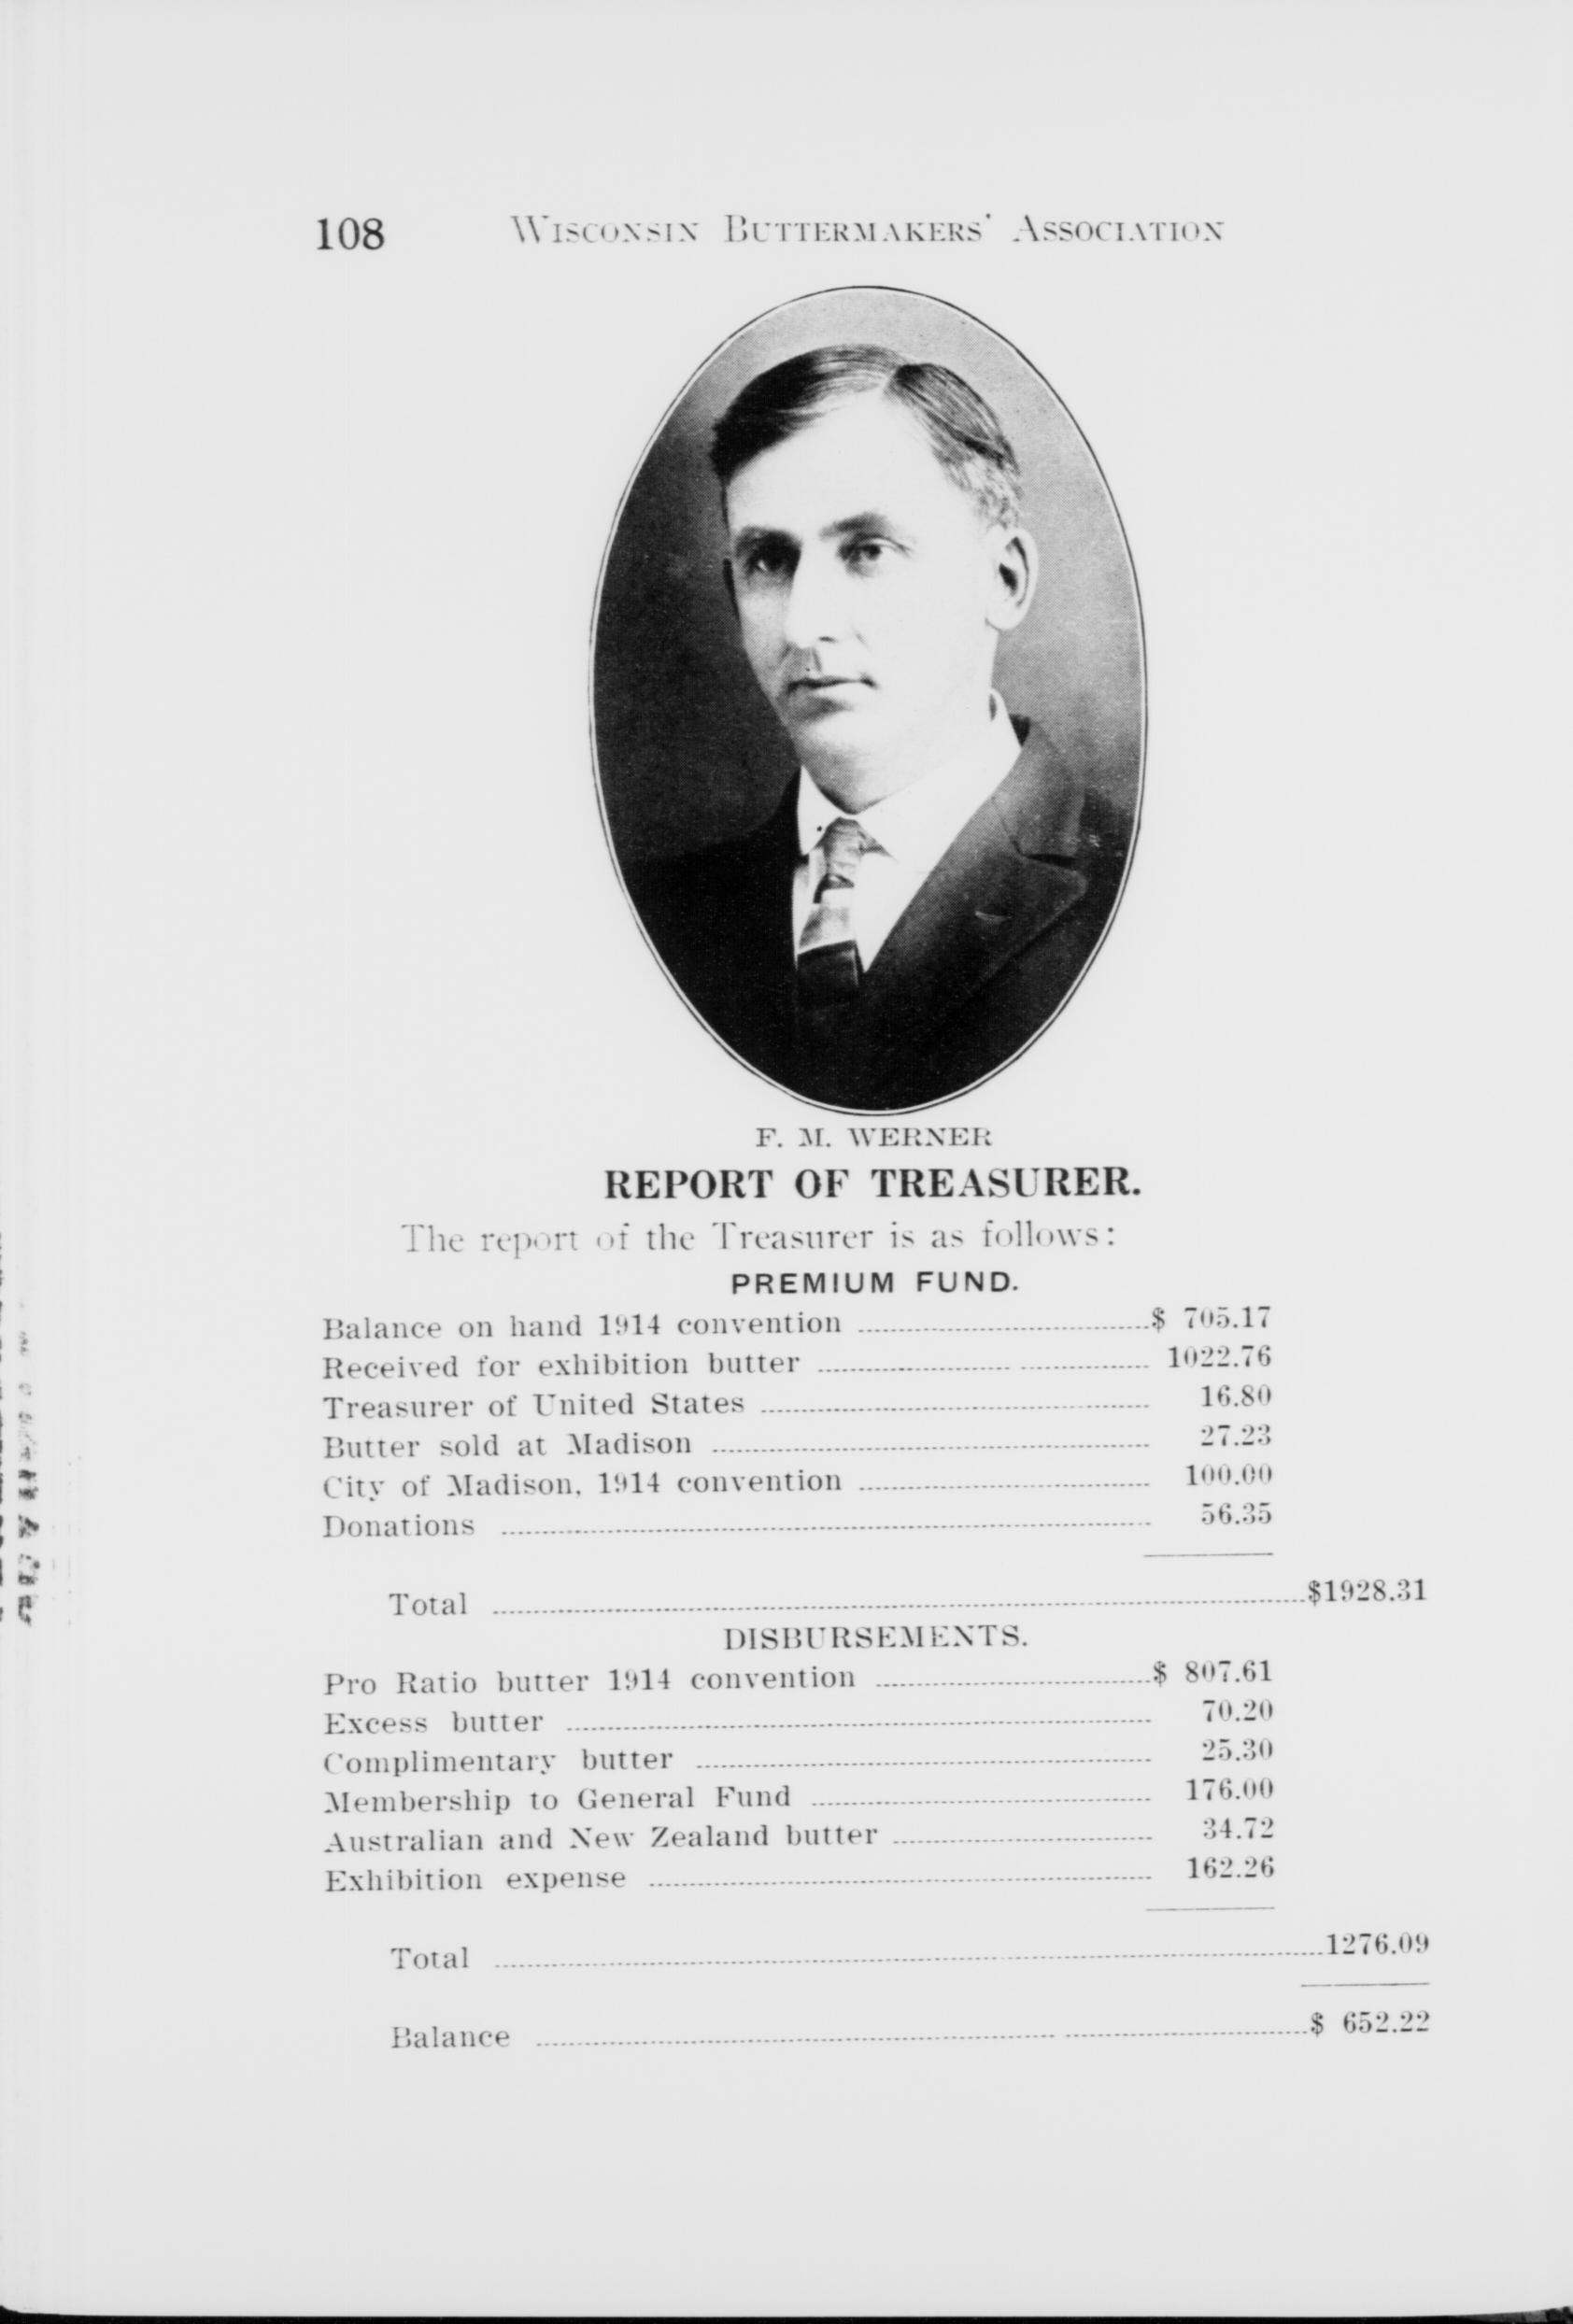 108 WISCONSIN BUTTERMAKERS' ASSOCIATION
F. M. WERNER
REPORT OF TREASURER.
The report of the Treasurer is as follows:
PREMIUM FUND.
Balance on hand 1914 convention $ 705.17
Received for exhibition butter 1022.76
Treasurer of United States 16.80
Butter sold at Madison 27.23
City of Madison, 1914 convention 100.00
Donations 56.35
Total $1928.31
DISBURSEMENTS.
Pro Ratio butter 1914 convention $ 807.61
Excess butter 70.20
Complimentary butter 25.30
Membership to General Fund 176.00
Australian and New Zealand butter 34.72
Exhibition expense 162.26
Total 1276.09
Balance $ 652.22